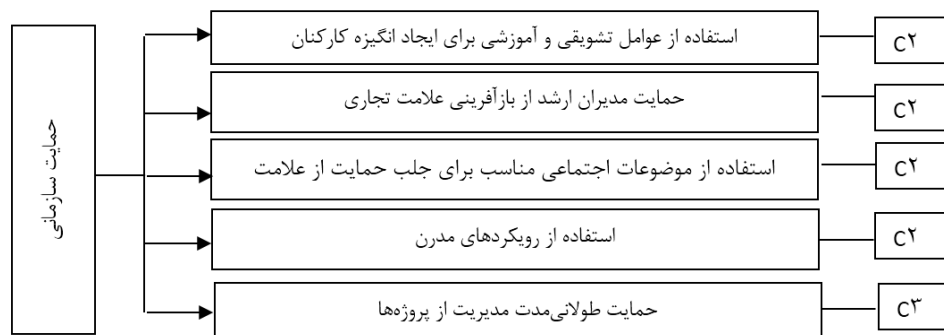 حمایت سازمانی
استفاده از عوامل تشویقی و آموزشی برای ایجاد انگیزه کارکنان
C۲
حمایت مدیران ارشد از بازآفرینی علامت تجاری
C۲
استفاده از موضوعات اجتماعی مناسب برای جلب حمایت از علامت
C۲
استفاده از رویکردهای مدرن
C۲
حمایت طولانی‌مدت مدیریت از پروژه‌ها
C۳